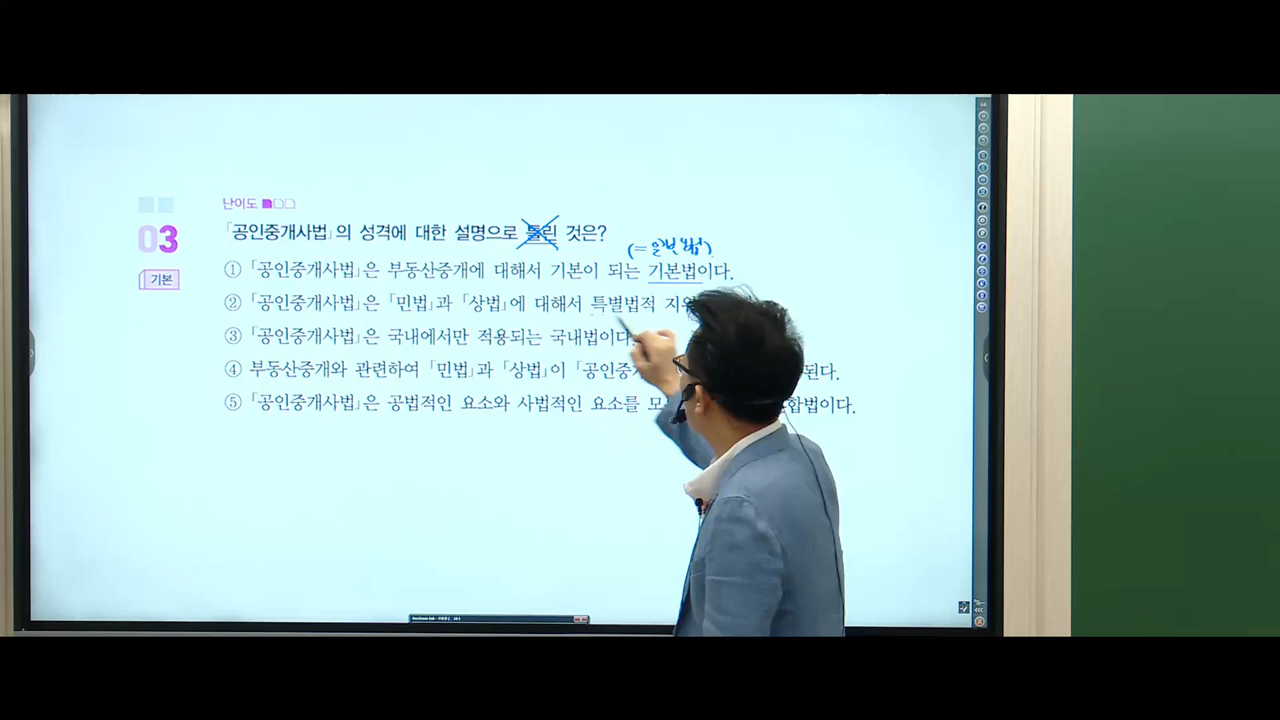 난이도
03
기본
「공인중개사법」의 성격에 대한 설명으로 틀린 것은?
(=일반법)
① 「공인중개사법」은 부동산중개에 대해서 기본이 되는 기본법이다.
② 「공인중개사법」은 「민법」과 「상법」에 대해서 특별법적
③ 「공인중개사법」은 국내에서만 적용되는 국내법이다.
④ 부동산중개와 관련하여 「민법」과 「상법」이 「공인중 된다.
⑤ 「공인중개사법」은 공법적인 요소와 사법적인 요소를 합법이다.